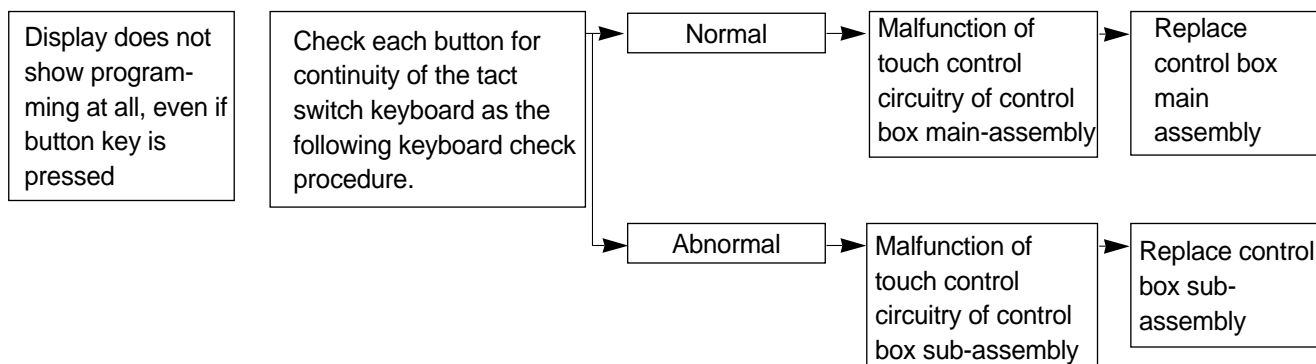 Display does not
show program-
ming at all, even if
button key is
pressed
Check each button for
continuity of the tact
switch keyboard as the
following keyboard check
procedure.
Normal
Malfunction of
touch control
circuitry of control
box main-assembly
Replace
control box
main
assembly
Abnormal
Malfunction of
touch control
circuitry of control
box sub-assembly
Replace control
box sub-
assembly